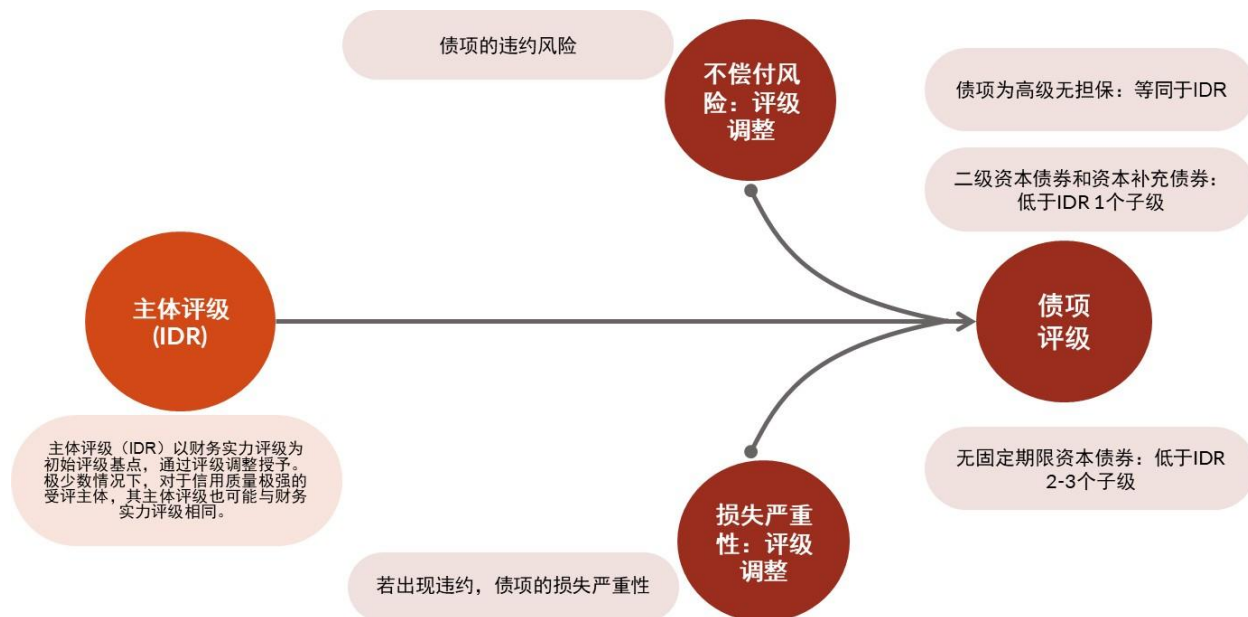 债项的违约风险
不偿付风
险：评级
调整
债项为高级无担保：等同于IDR
二级资本债券和资本补充债券：
低于IDR 1个子级
主体评级
(IDR)
债项
评级
主体评级（IDR）以财务实力评级为
初始评级基点，通过评级调整授予。
极少数情况下，对于信用质量极强的
受评主体，其主体评级也可能与财务
实力评级相同。
无固定期限资本债券：低于IDR
2-3个子级
损失严重
性：评级
调整
若出现违约，债项的损失严重性